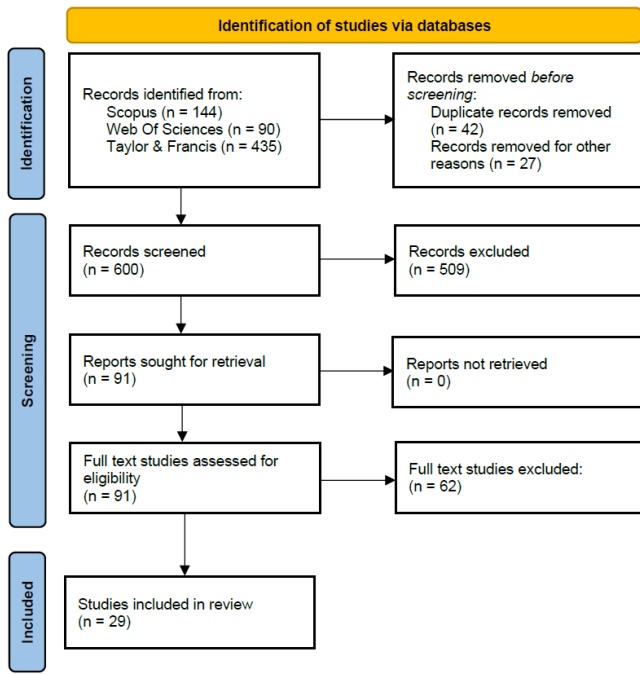 Identification of studies via databases
Identification
Records identified from:
Scopus (n = 144)
Web Of Sciences (n = 90)
Taylor & Francis (n = 435)
Records removed before
screening:
Duplicate records removed
(n = 42)
Records removed for other
reasons (n = 27)
Screening
Records screened
(n = 600)
Records excluded
(n = 509)
Reports sought for retrieval
(n = 91)
Reports not retrieved
(n = 0)
Full text studies assessed for
eligibility
(n = 91)
Full text studies excluded:
(n = 62)
Included
Studies included in review
(n = 29)